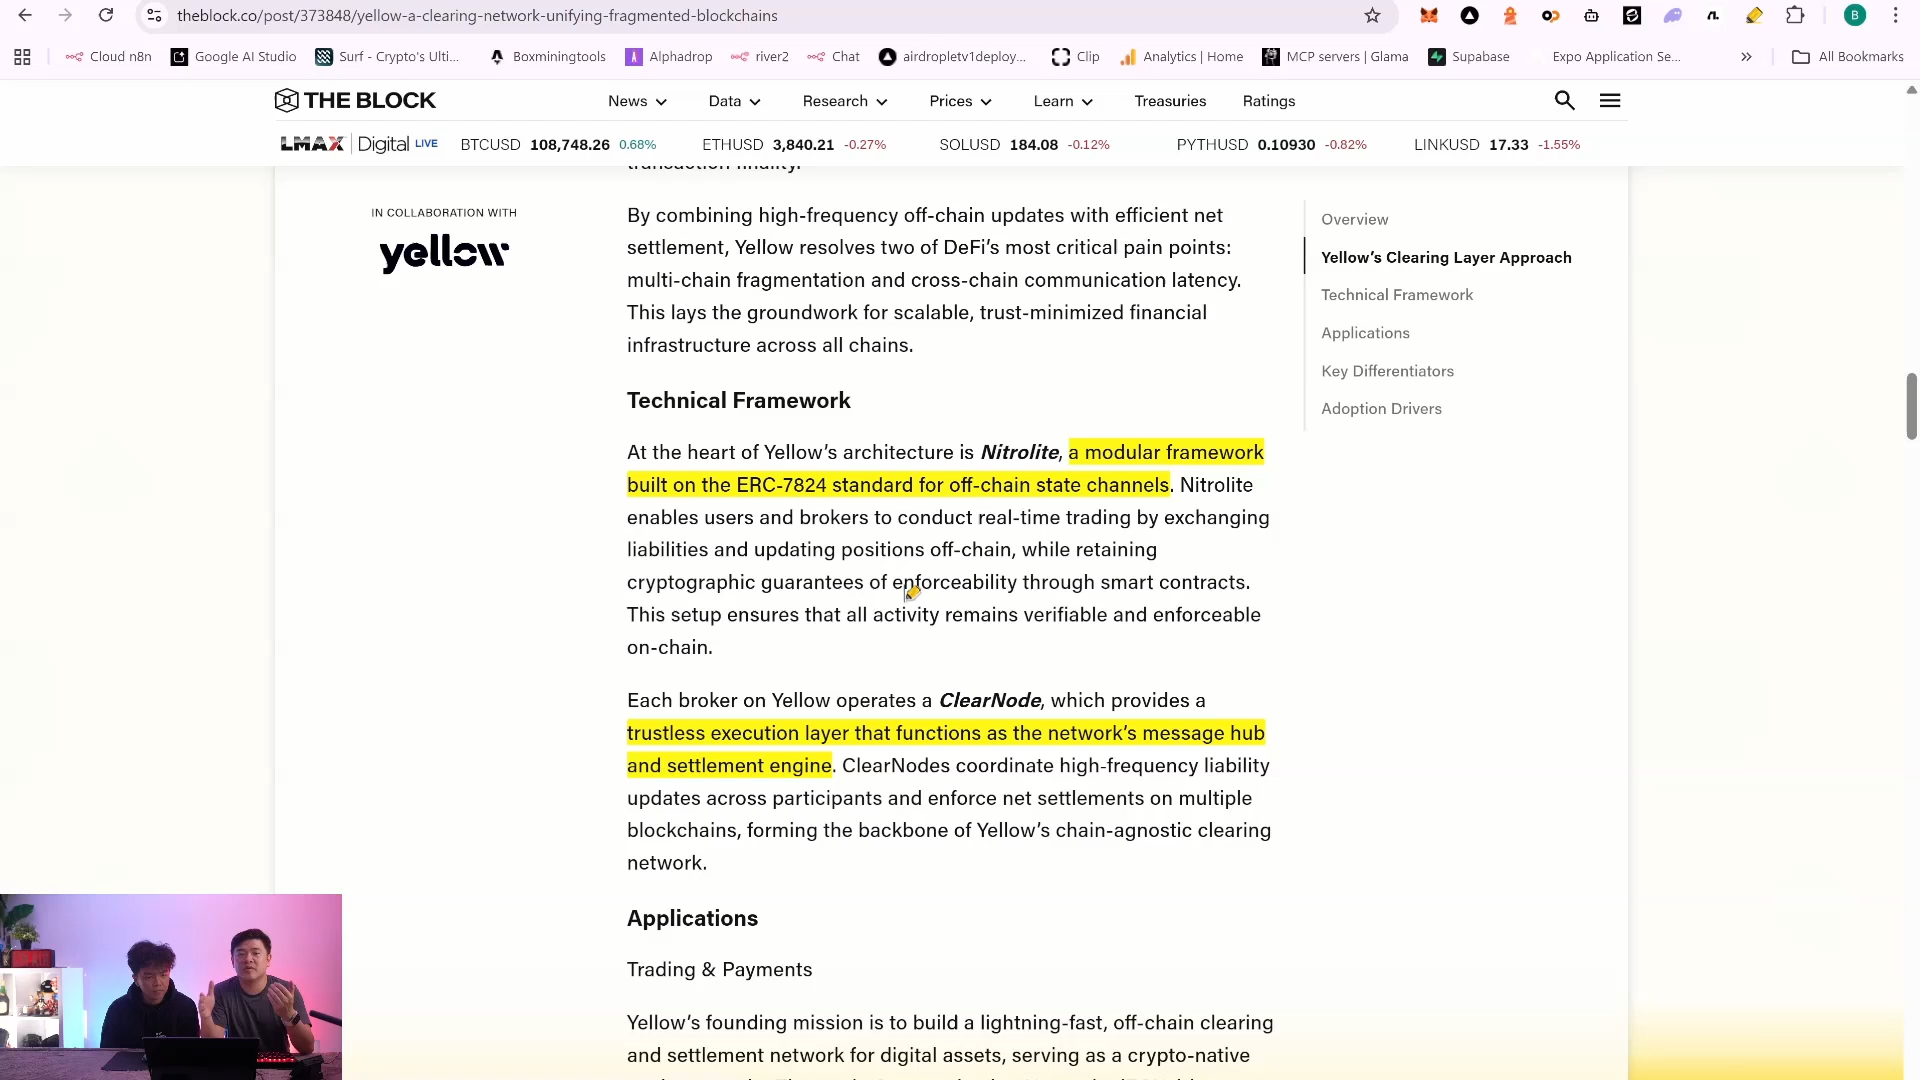 theblock.co/post/373848/yellow-a-clearing-network-unifying-fragmented-blockchains
B
Cloud n8n
Google AI Studio
Surf - Crypto's Ulti...
Boxminingtools
Alphadrop
river2
Chat
airdropletv1deploy...
Clip
Analytics | Home
MCP servers | Glama
Supabase
Expo Application Se...
All Bookmarks
THE BLOCK
News
Data
Research
Prices
Learn
Treasuries
Ratings
LMAX Digital LIVE
BTCUSD 108,748.26 0.68%
ETHUSD 3,840.21 -0.27%
SOLUSD 184.08 -0.12%
PYTHUSD 0.10930 -0.82%
LINKUSD 17.33 -1.55%
transaction finality.
IN COLLABORATION WITH
yellow
By combining high-frequency off-chain updates with efficient net
settlement, Yellow resolves two of DeFi's most critical pain points:
multi-chain fragmentation and cross-chain communication latency.
This lays the groundwork for scalable, trust-minimized financial
infrastructure across all chains.
Technical Framework
At the heart of Yellow's architecture is Nitrolite, a modular framework
built on the ERC-7824 standard for off-chain state channels. Nitrolite
enables users and brokers to conduct real-time trading by exchanging
liabilities and updating positions off-chain, while retaining
cryptographic guarantees of enforceability through smart contracts.
This setup ensures that all activity remains verifiable and enforceable
on-chain.
Each broker on Yellow operates a ClearNode, which provides a
trustless execution layer that functions as the network's message hub
and settlement engine. ClearNodes coordinate high-frequency liability
updates across participants and enforce net settlements on multiple
blockchains, forming the backbone of Yellow's chain-agnostic clearing
network.
Applications
Trading & Payments
Yellow's founding mission is to build a lightning-fast, off-chain clearing
and settlement network for digital assets, serving as a crypto-native
Overview
Yellow's Clearing Layer Approach
Technical Framework
Applications
Key Differentiators
Adoption Drivers